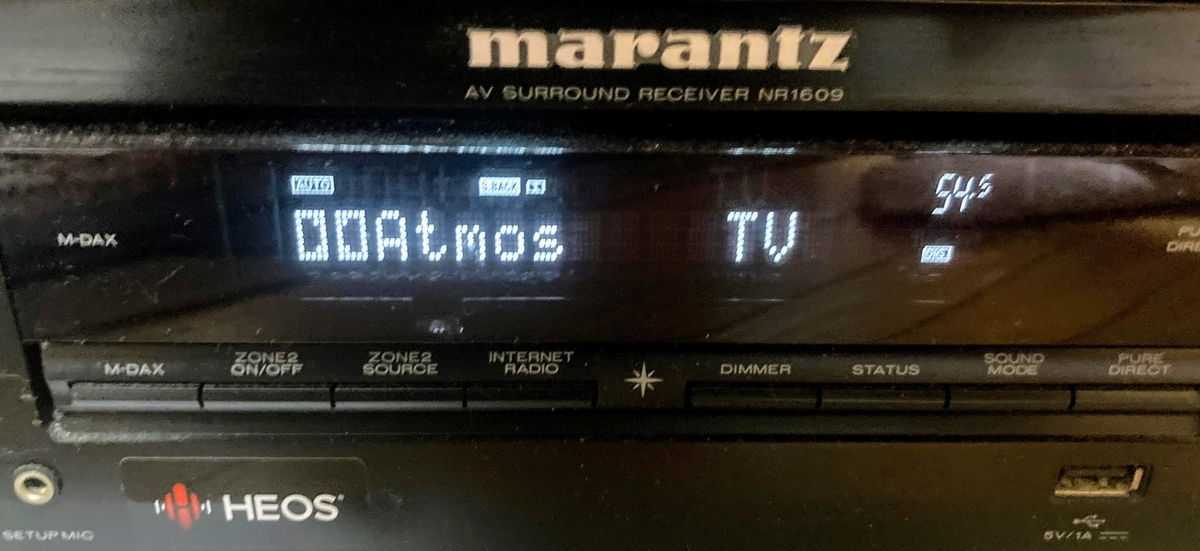 marantz
AV SURROUND RECEIVER NR1609
AUTO S.BACK
DDAtmos TV 54.5
M-DAX
M-DAX
ZONE2 ON/OFF
ZONE2 SOURCE
INTERNET RADIO
DIMMER
STATUS
SOUND MODE
PURE DIRECT
HEOS
SETUP MIC
5V/1A